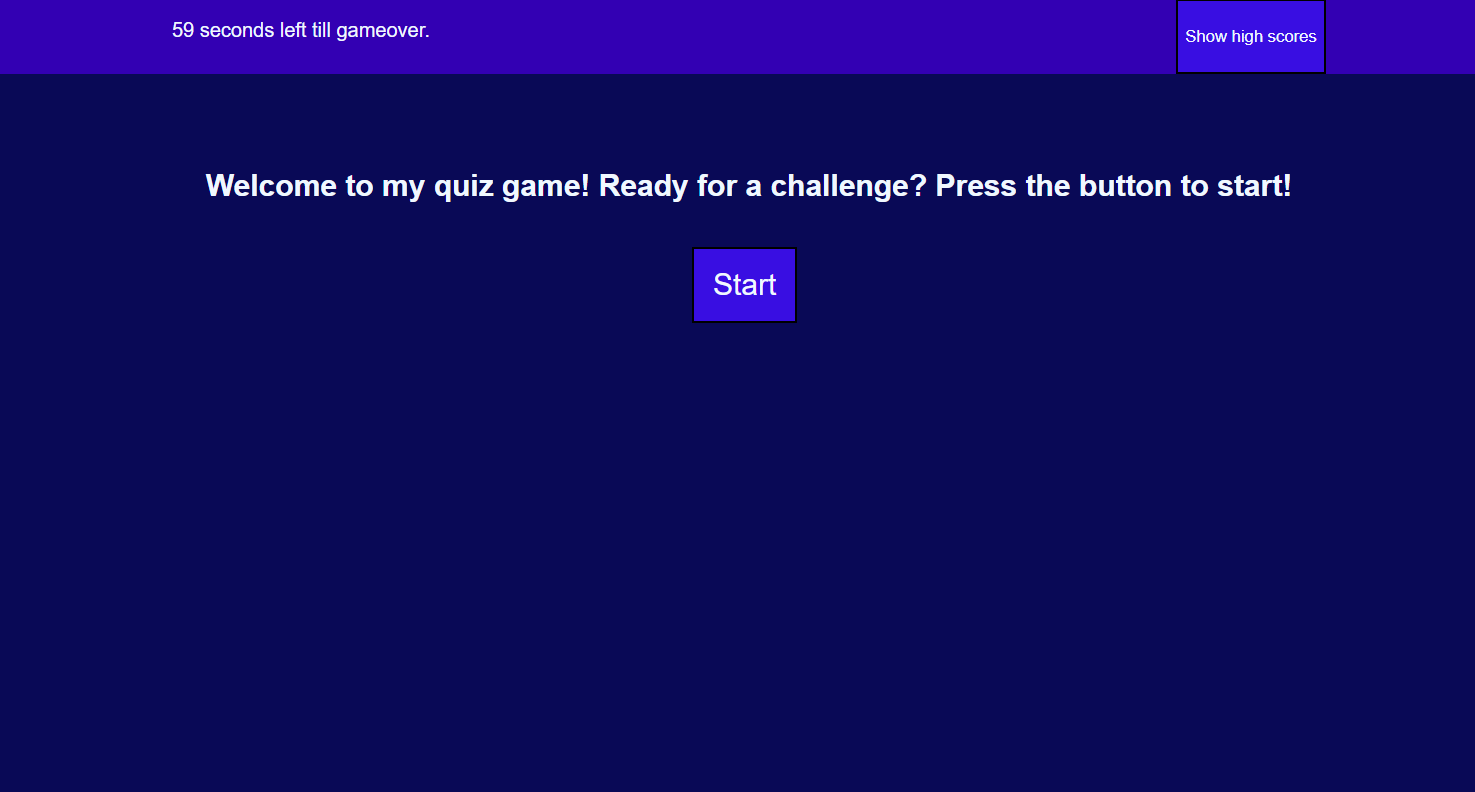 59 seconds left till gameover.
Show high scores
Welcome to my quiz game! Ready for a challenge? Press the button to start!
Start